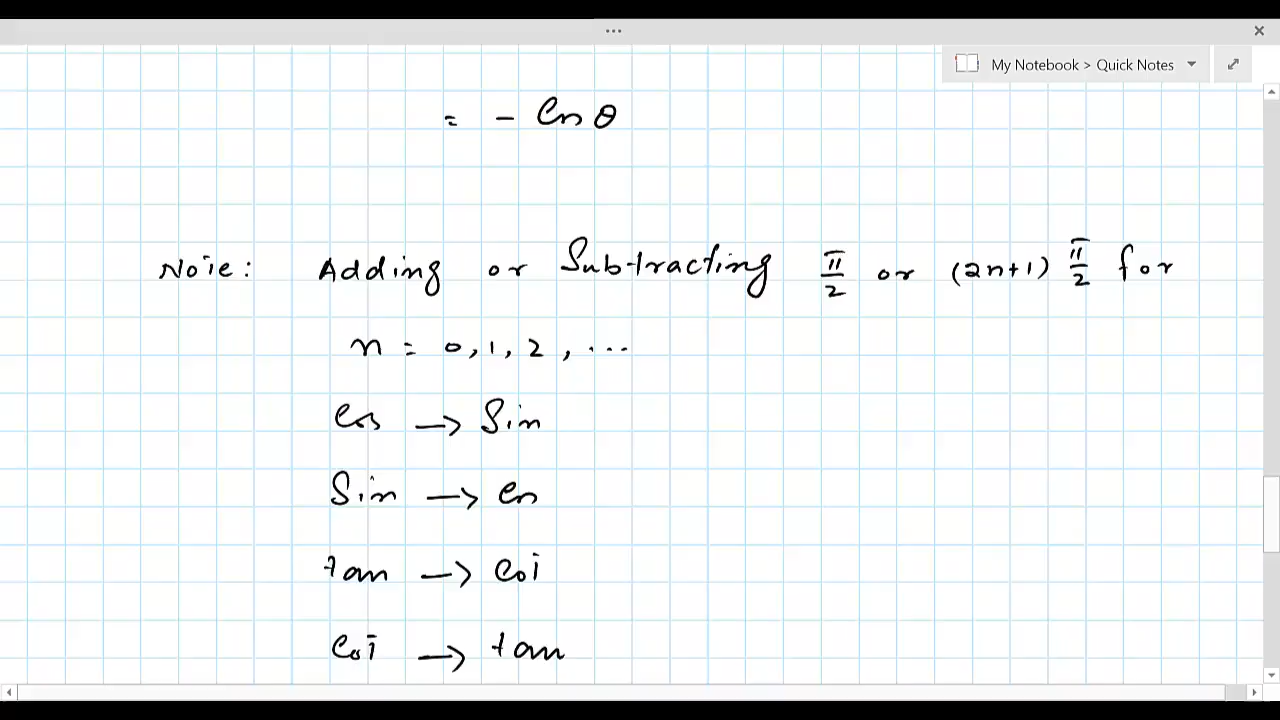 ...
My Notebook > Quick Notes
= - Cos θ
Note: Adding or Subtracting π/2 or (2n+1) π/2 for
n = 0, 1, 2, ...
Cos → Sin
Sin → Cos
tan → Cot
Cot → tan